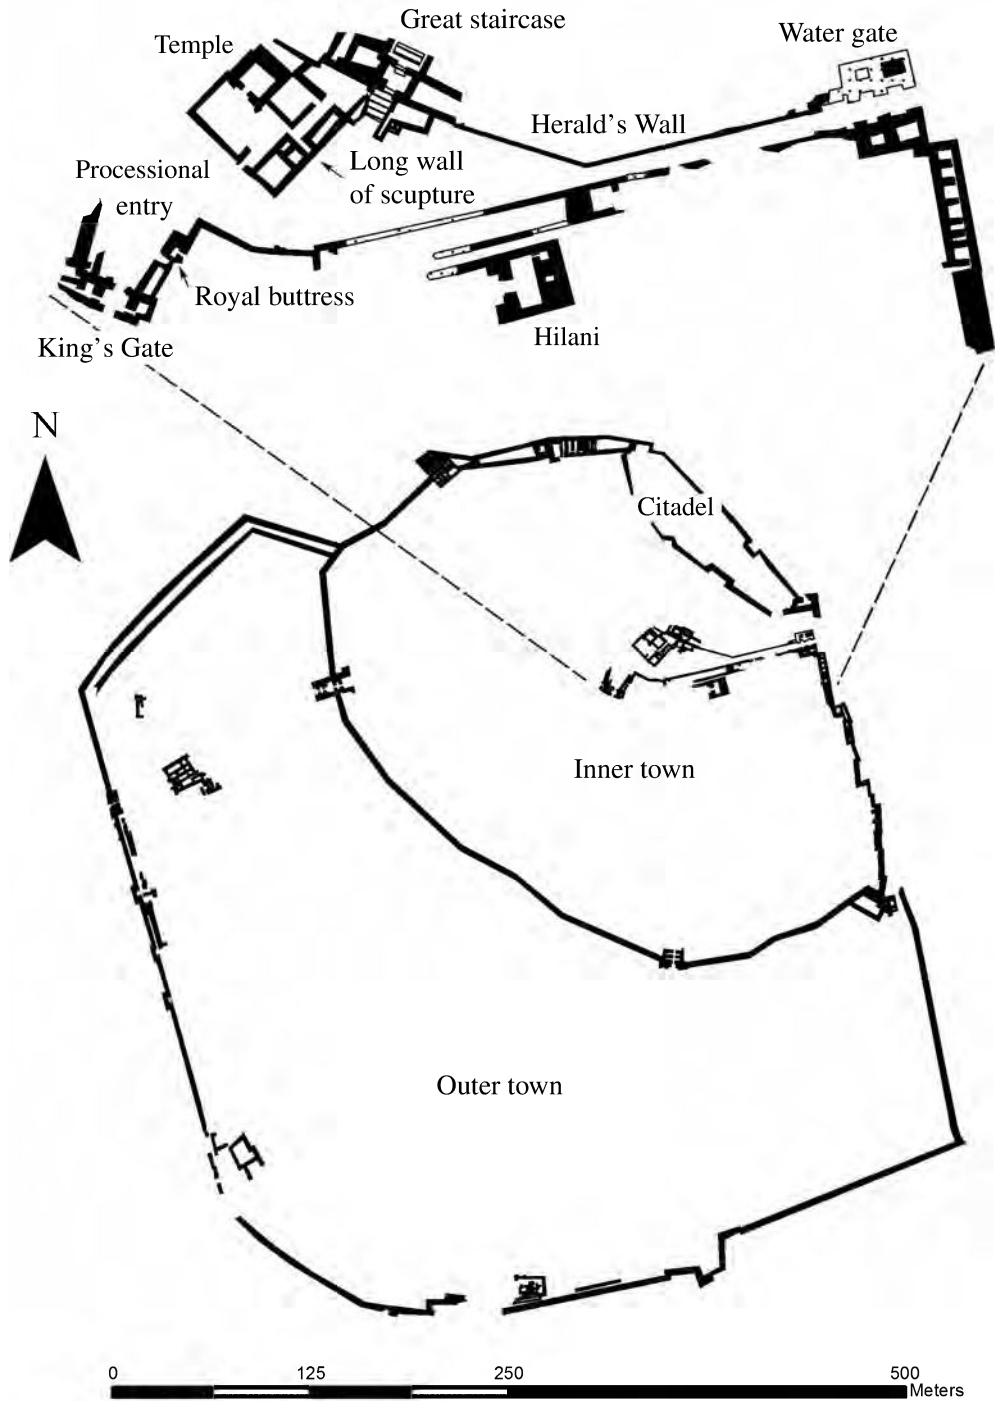 Great staircase
Temple
Water gate
Herald's Wall
Long wall
of scupture
Processional
entry
Royal buttress
Hilani
King's Gate
N
Citadel
Inner town
Outer town
0 125 250 500
Meters